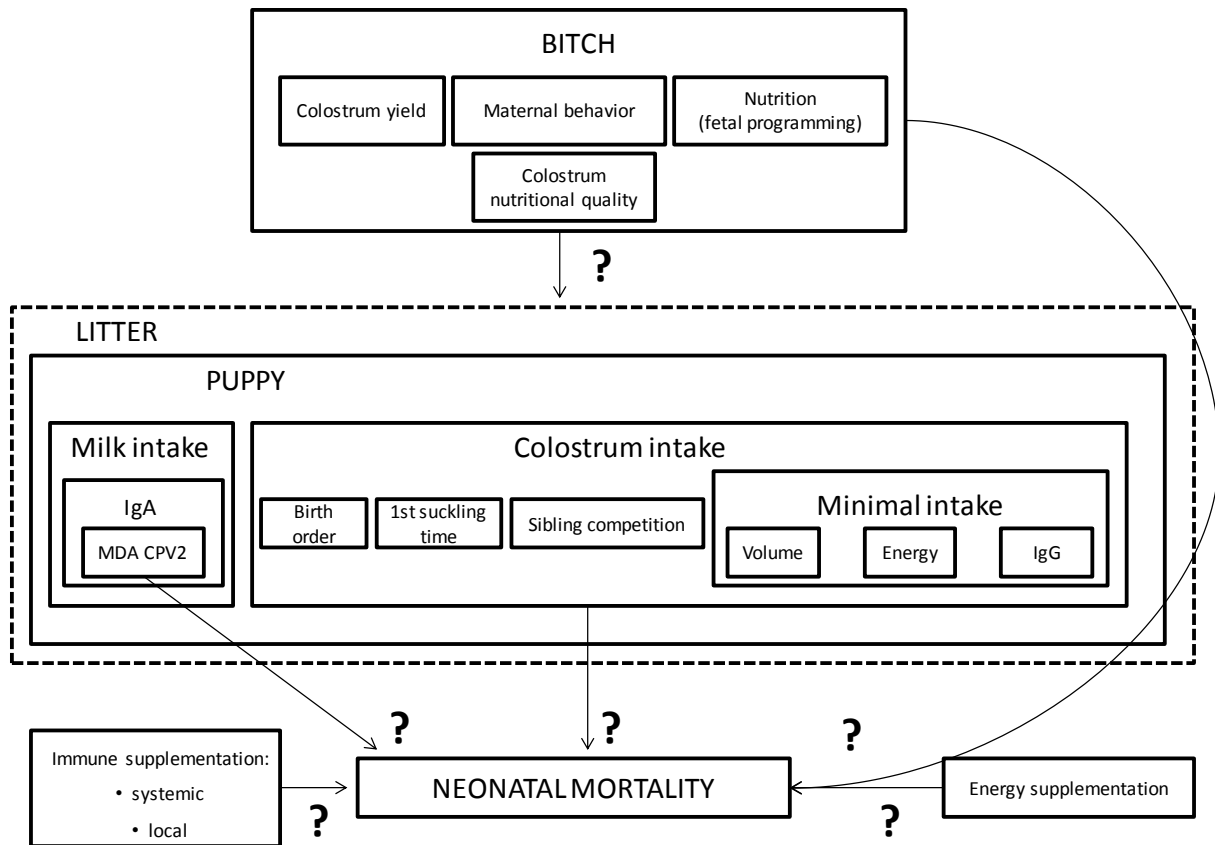 BITCH
Colostrum yield
Maternal behavior
Nutrition
(fetal programming)
Colostrum
nutritional quality
?
LITTER
PUPPY
Milk intake
IgA
MDA CPV2
Colostrum intake
Birth
order
1st suckling
time
Sibling competition
Minimal intake
Volume
Energy
IgG
?
?
?
Immune supplementation:
• systemic
• local
?
NEONATAL MORTALITY
?
Energy supplementation